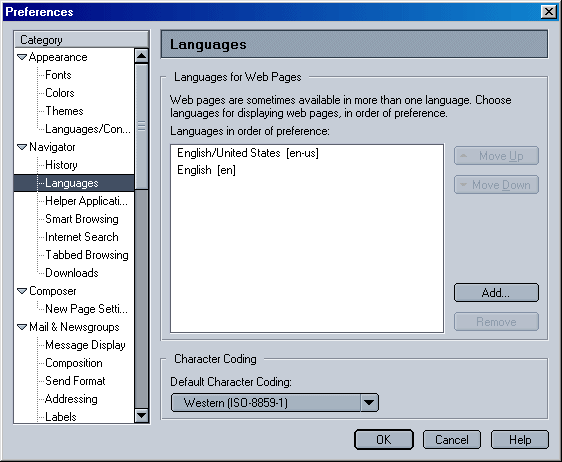 Preferences
Category
Appearance
Fonts
Colors
Themes
Languages/Con...
Navigator
History
Languages
Helper Applicati...
Smart Browsing
Internet Search
Tabbed Browsing
Downloads
Composer
New Page Setti...
Mail & Newsgroups
Message Display
Composition
Send Format
Addressing
Labels
Languages
Languages for Web Pages
Web pages are sometimes available in more than one language. Choose
languages for displaying web pages, in order of preference.
Languages in order of preference:
English/United States [en-us]
English [en]
Move Up
Move Down
Add...
Remove
Character Coding
Default Character Coding:
Western (ISO-8859-1)
OK
Cancel
Help